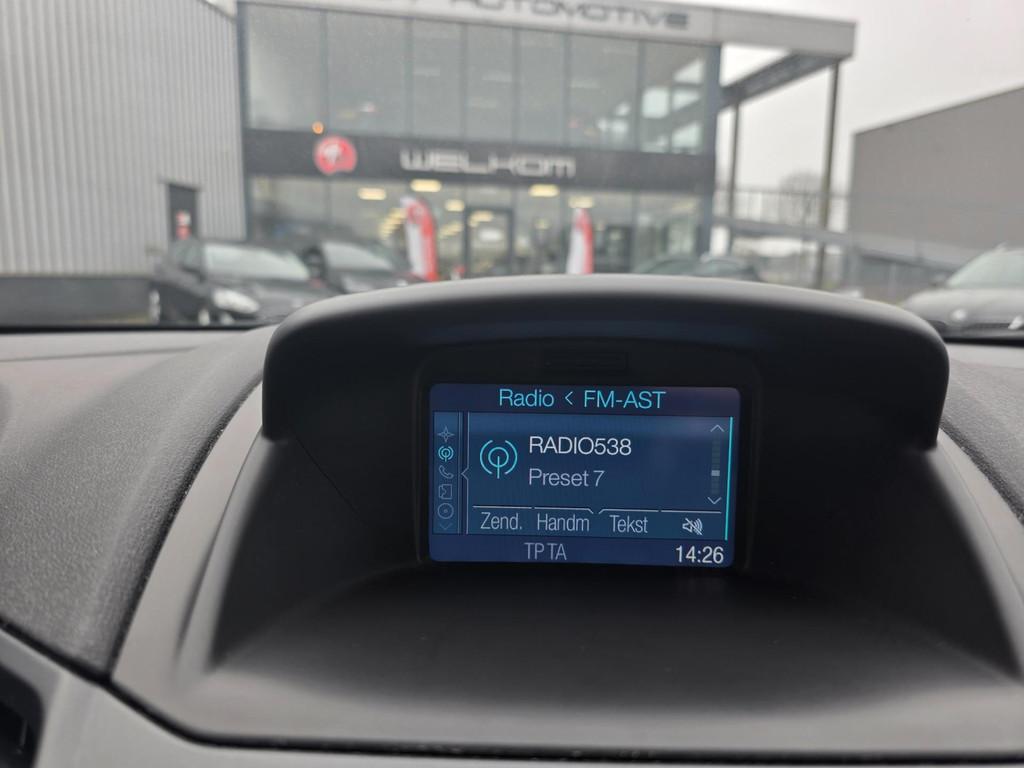 AUTOMOTIVE
WELKOM
Radio < FM-AST
RADIO538
Preset 7
Zend. Handm Tekst
TP TA 14:26